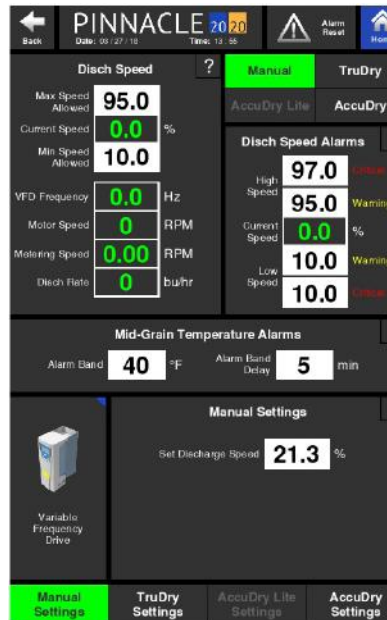 PINNACLE 20 20
Alarm
Reset
Back
Date: 03 / 27 / 18 Time: 13 : 55
Disch Speed
?
Max Speed
Allowed
95.0
Current Speed
0.0 %
Min Speed
Allowed
10.0
VFD Frequency 0.0 Hz
Motor Speed 0 RPM
Metering Speed 0.00 RPM
Disch Rate 0 bu/hr
Manual TruDry
AccuDry Lite AccuDry
Disch Speed Alarms
High
Speed
97.0
95.0 Warnin
Current
Speed
0.0 %
Low
Speed
10.0 Warnin
10.0
Mid-Grain Temperature Alarms
Alarm Band 40 °F
Alarm Band
Delay
5 min
Manual Settings
Set Discharge Speed 21.3 %
Variable
Frequency
Drive
Manual
Settings
TruDry
Settings
AccuDry Lite
Settings
AccuDry
Settings